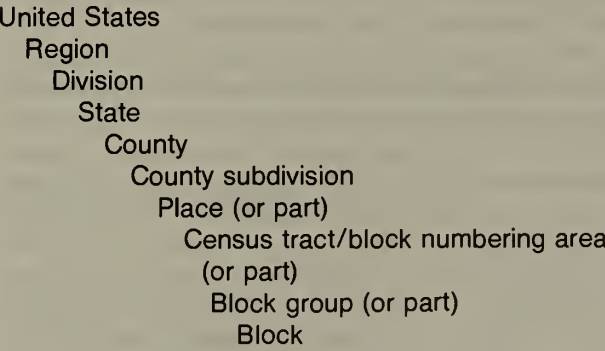 United States
Region
Division
State
County
County subdivision
Place (or part)
Census tract/block numbering area
(or part)
Block group (or part)
Block